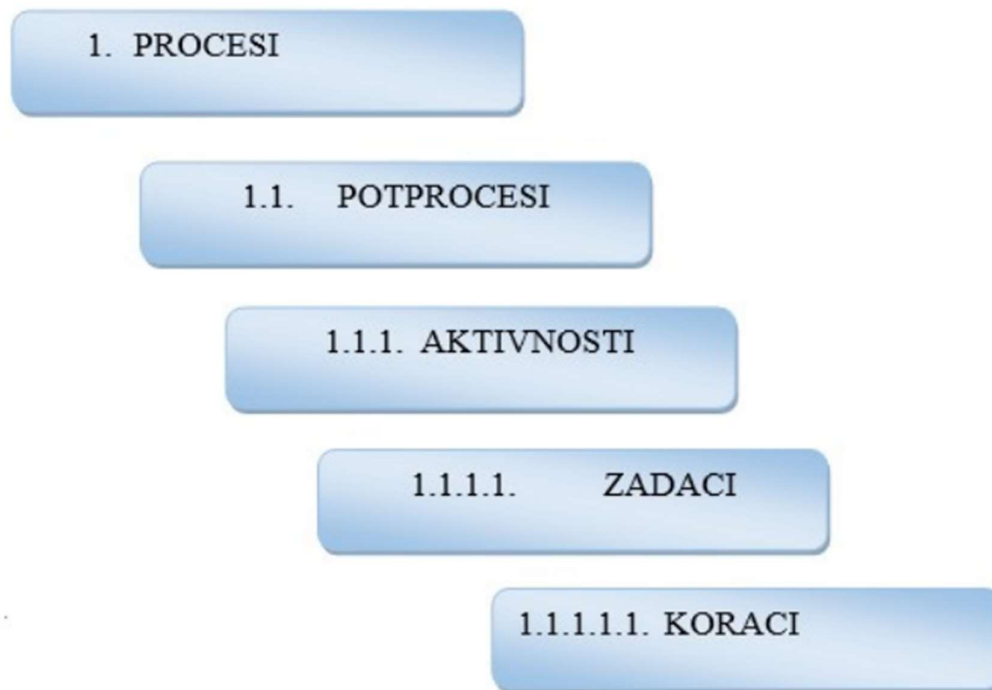 1. PROCESI
1.1. POTPROCESI
1.1.1. AKTIVNOSTI
1.1.1.1. ZADACI
1.1.1.1.1. KORACI